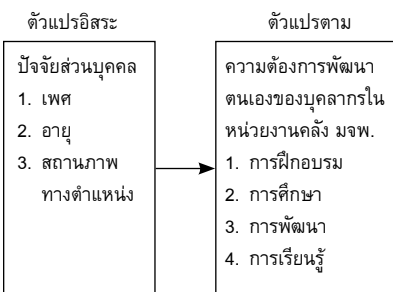 ตัวแปรอิสระ
ปัจจัยส่วนบุคคล
1. เพศ
2. อายุ
3. สถานภาพ
ทางตำแหน่ง
ตัวแปรตาม
ความต้องการพัฒนา
ตนเองของบุคลากรใน
หน่วยงานคลัง มจพ.
1. การฝึกอบรม
2. การศึกษา
3. การพัฒนา
4. การเรียนรู้